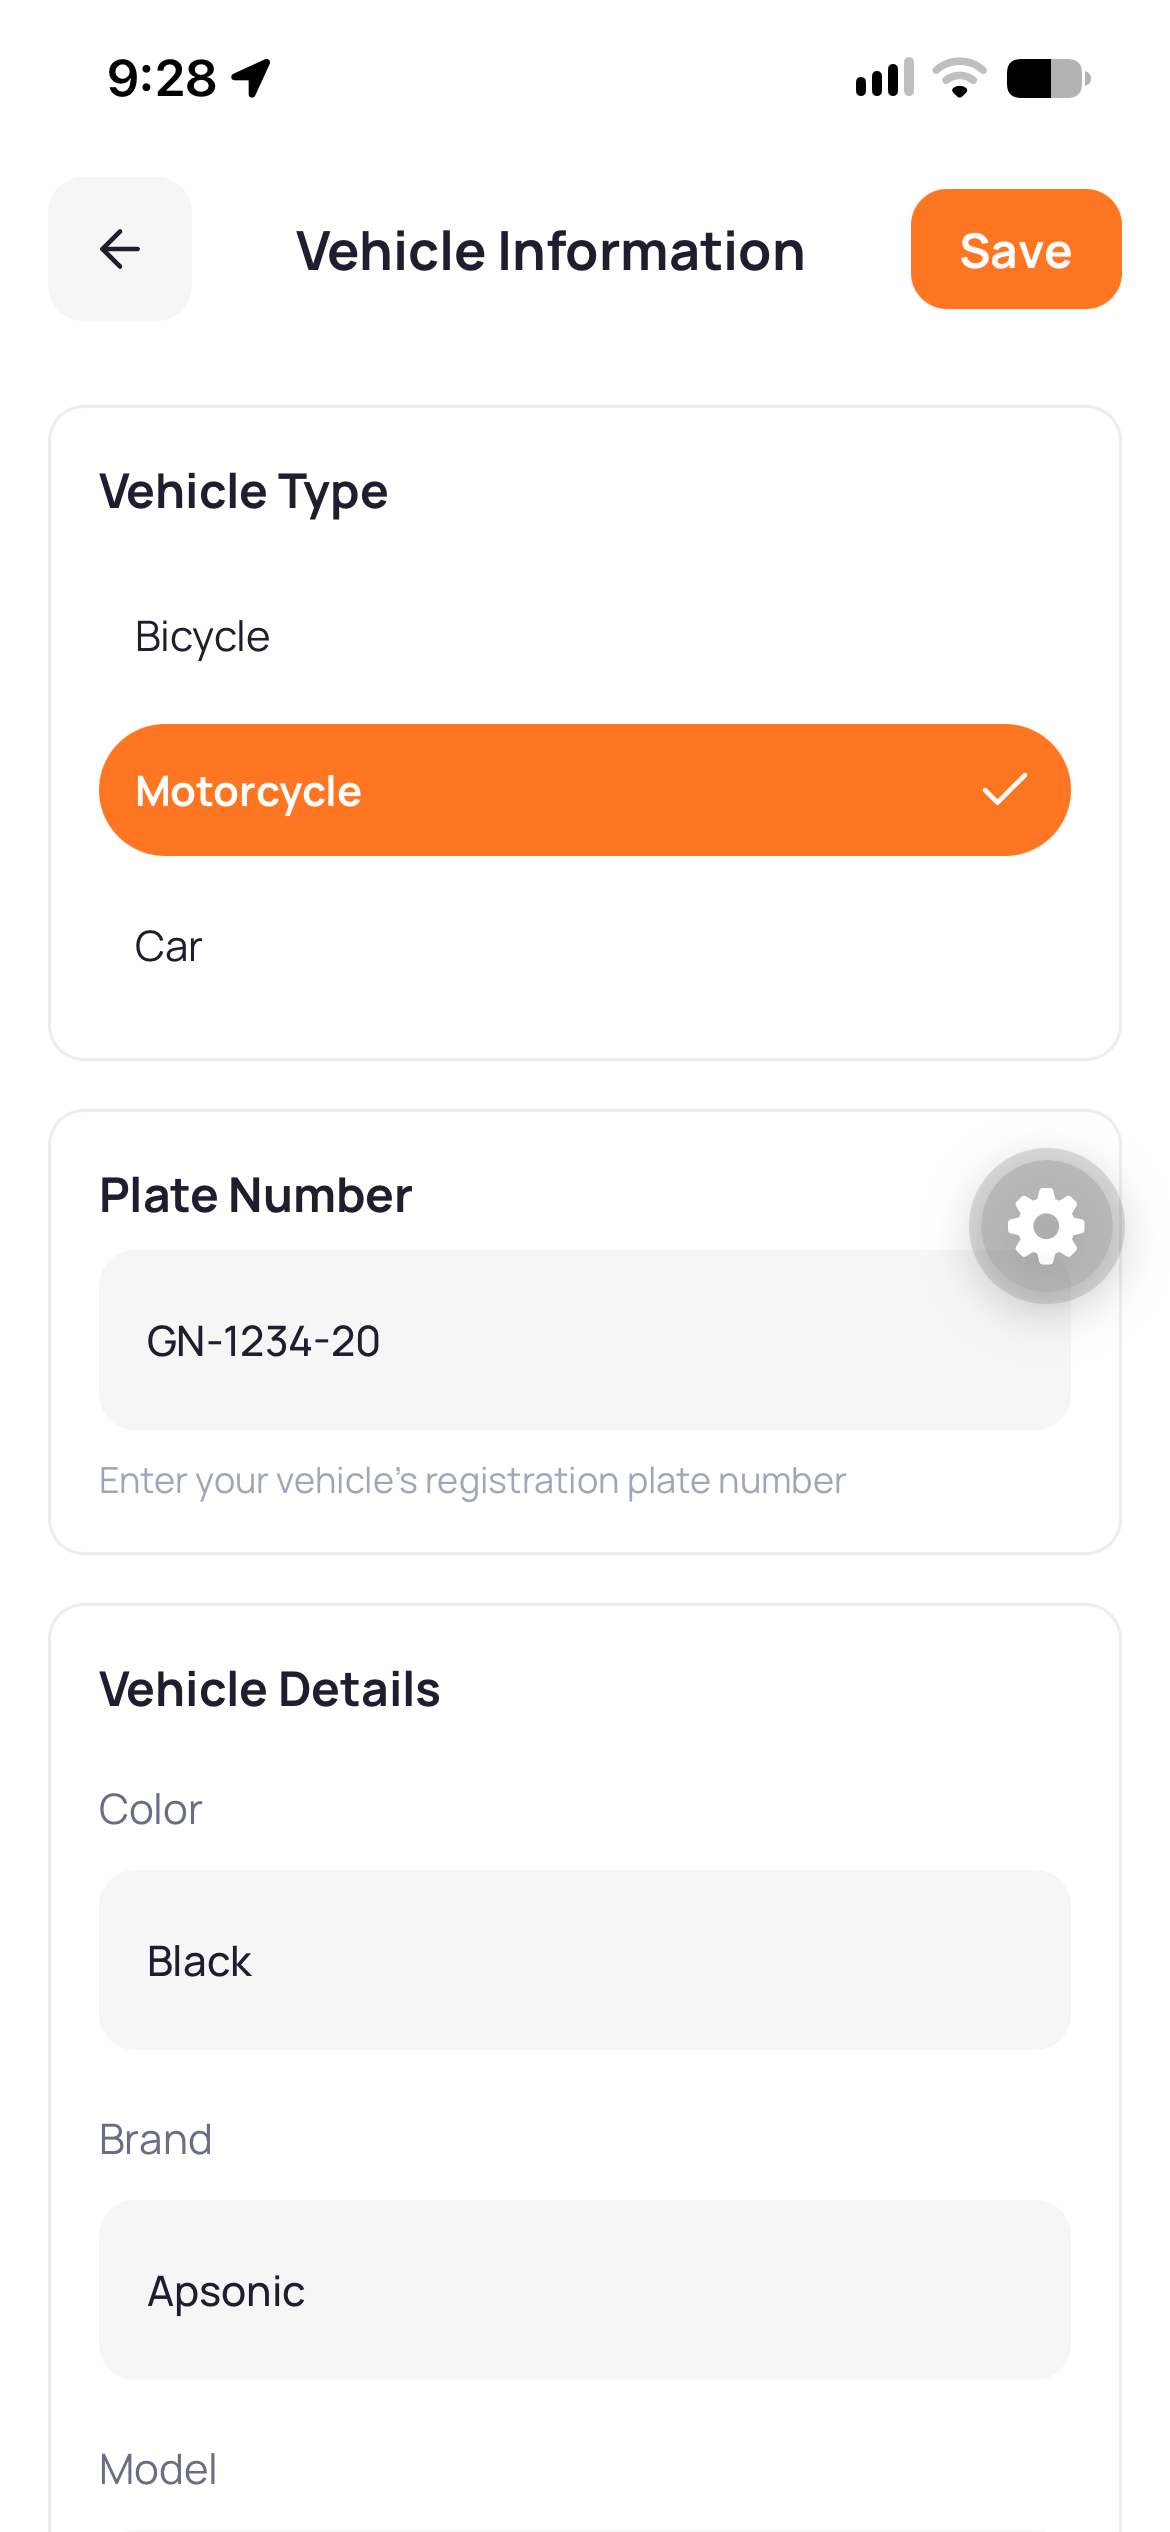 9:28
Vehicle Information
Save
Vehicle Type
Bicycle
Motorcycle
Car
Plate Number
GN-1234-20
Enter your vehicle's registration plate number
Vehicle Details
Color
Black
Brand
Apsonic
Model